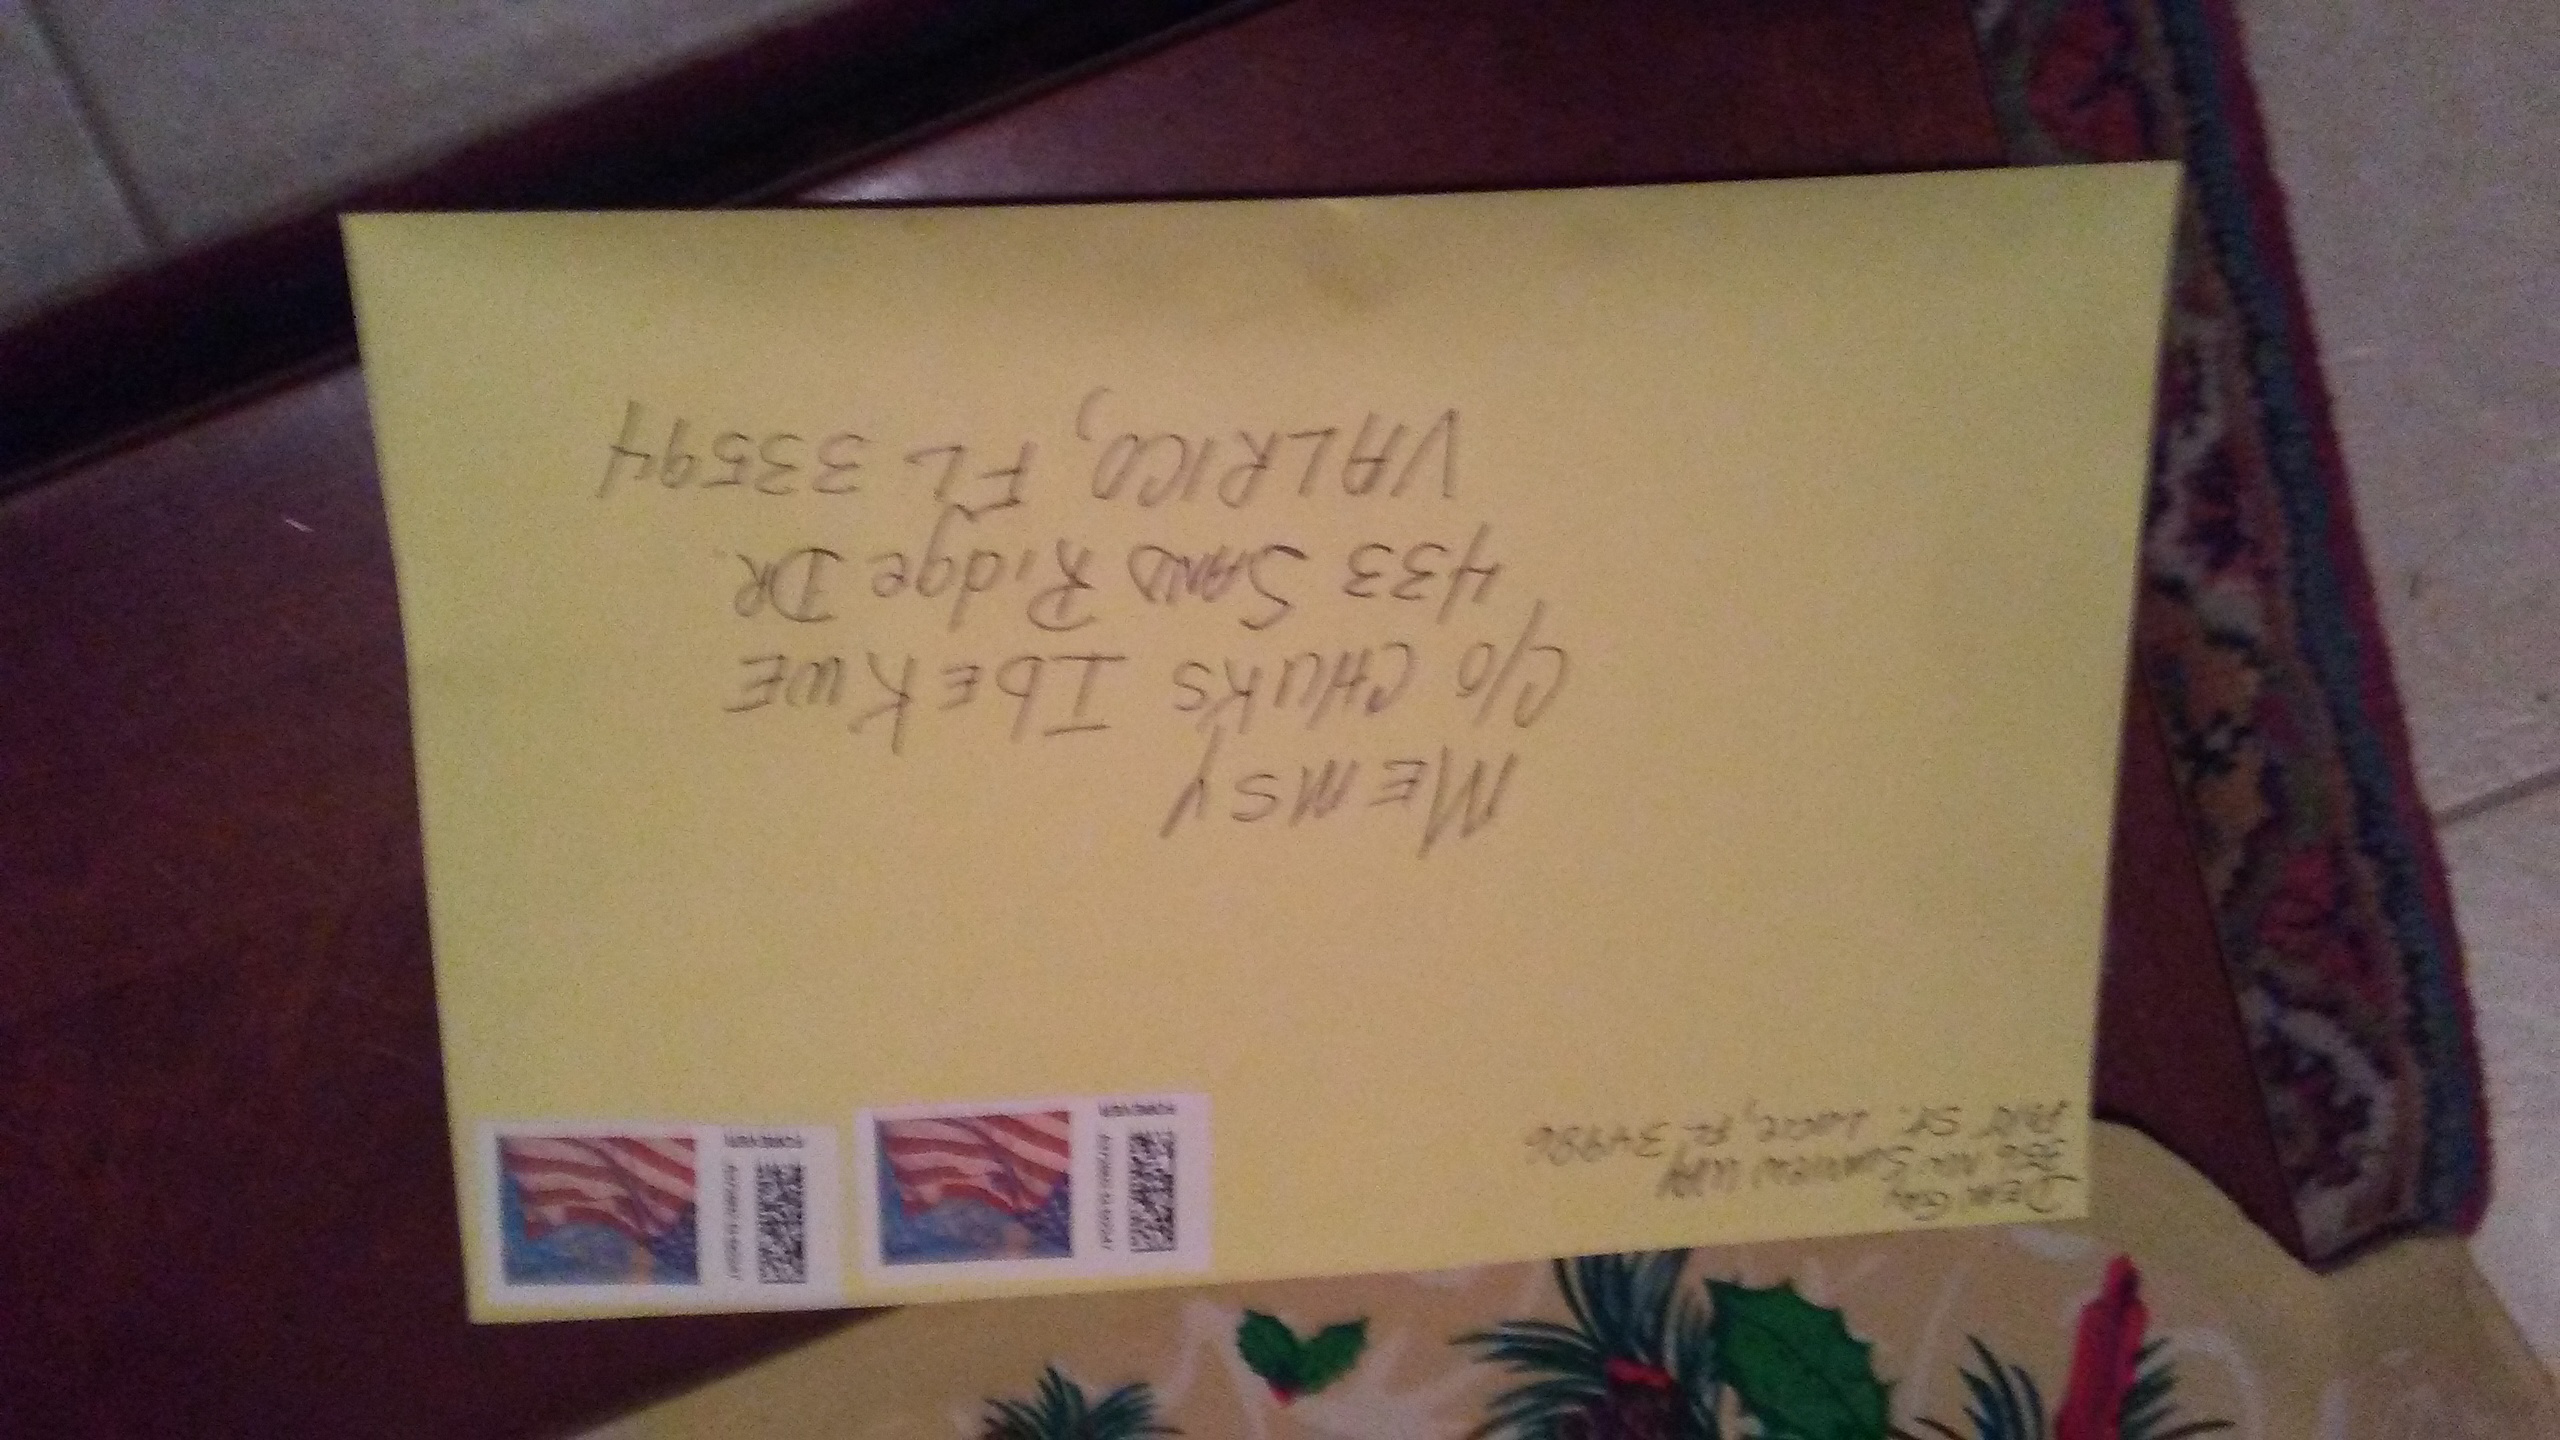 DEAN GAY
356 NW SUNVIEW WAY
PORT ST. LUCIE, FL 34986
FOREVER
FOREVER
MEMSY
C/O CHUKS IbEKWE
433 SAND RidgE DR.
VALRICO, FL 33594